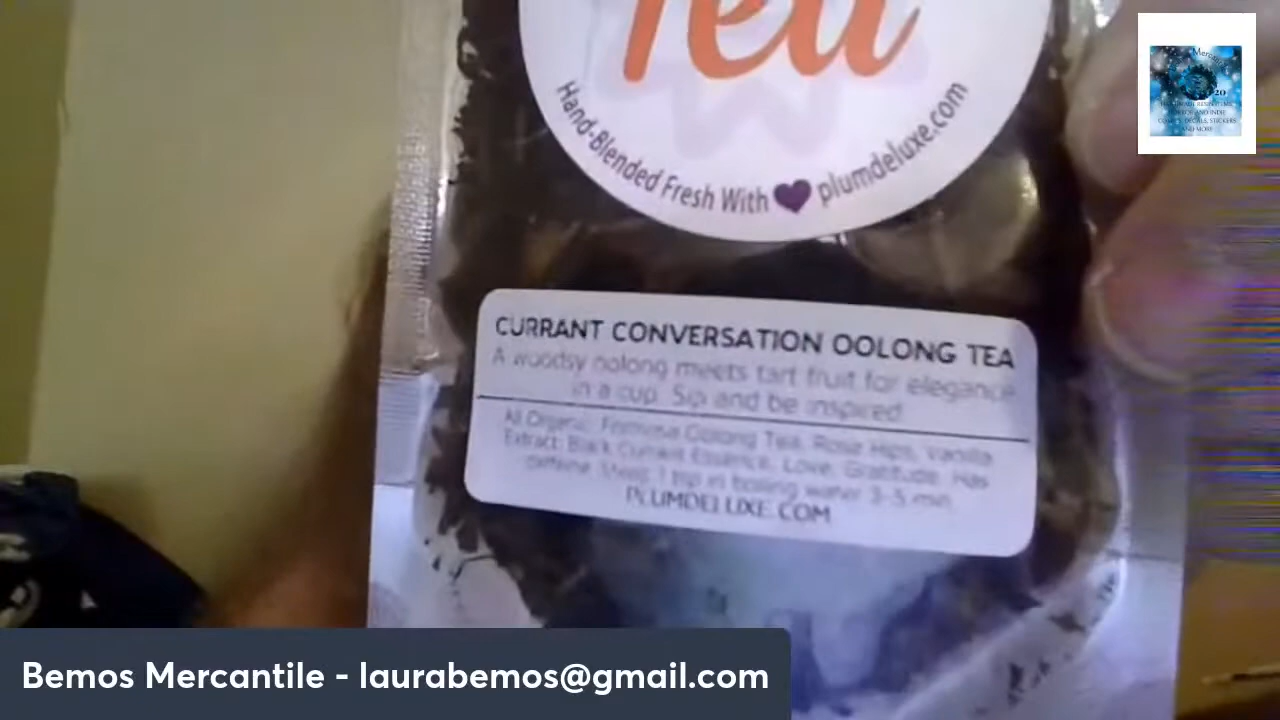 Tea
Hand-Blended Fresh With plumdeluxe.com
CURRANT CONVERSATION OOLONG TEA
A woodsy oolong meets tart fruit for elegance
in a cup. Sip and be inspired.
All Organic: Formosa Oolong Tea, Rose Hips, Vanilla
Extract, Black Currant Essence, Love, Gratitude. Has
caffeine. Steep 1 tsp in boiling water 3-5 min.
PLUMDELUXE.COM
Bemos Mercantile - laurabemos@gmail.com